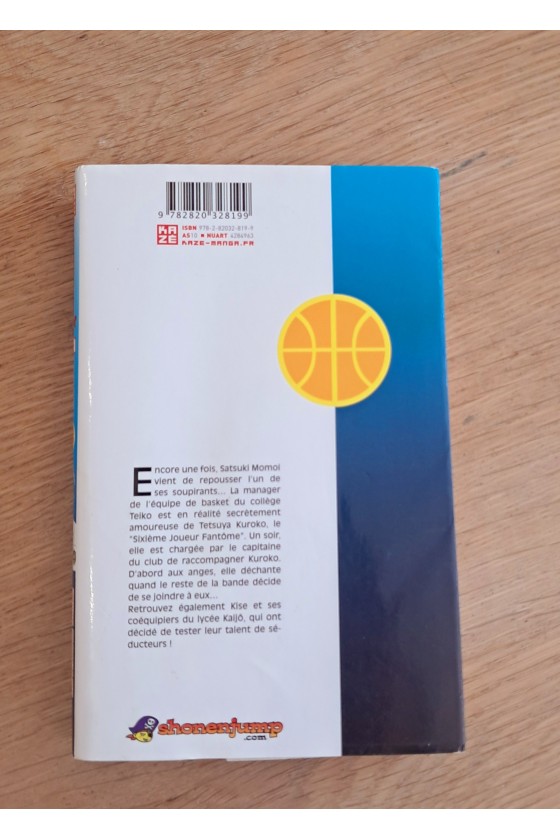 9 782820 328199
KAZE
ISBN 978-2-82032-819-9
AS10 ★ NUART 4284963
KAZE-MANGA.FR
Encore une fois, Satsuki Momoi
vient de repousser l'un de
ses soupirants... La manager
de l'équipe de basket du collège
Teiko est en réalité secrètement
amoureuse de Tetsuya Kuroko, le
"Sixième Joueur Fantôme". Un soir,
elle est chargée par le capitaine
du club de raccompagner Kuroko.
D'abord aux anges, elle déchante
quand le reste de la bande décide
de se joindre à eux...
Retrouvez également Kise et ses
coéquipiers du lycée Kaijô, qui ont
décidé de tester leur talent de sé-
ducteurs !
shonenjump
.com